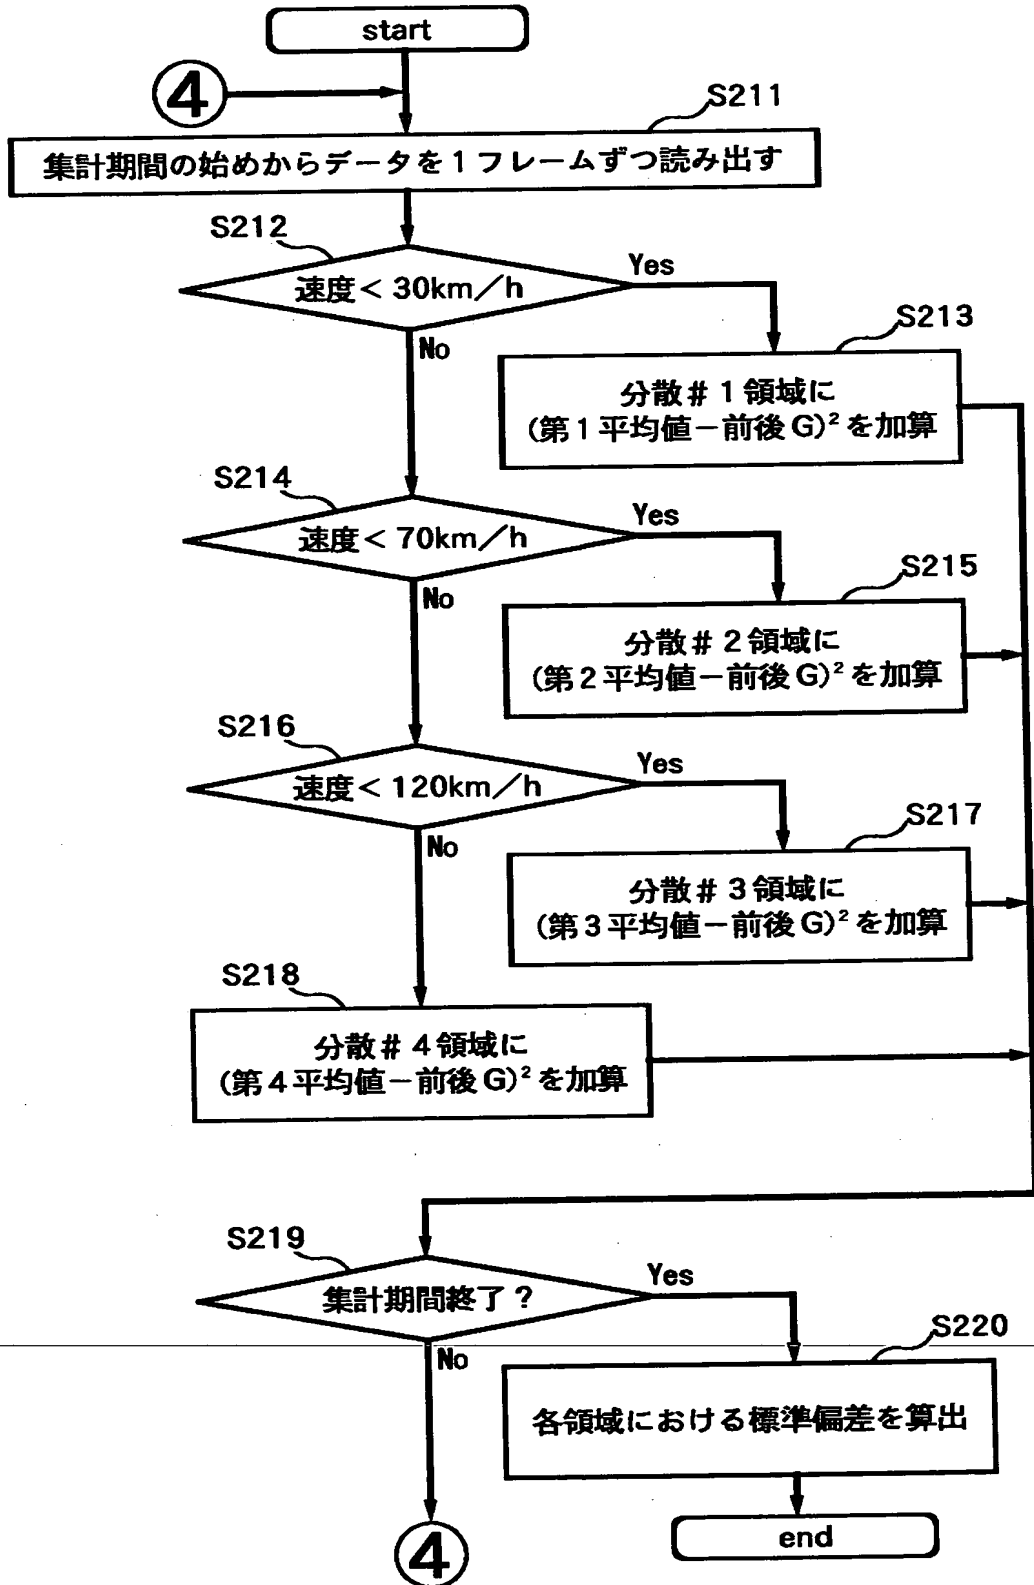 start
④
S211
集計期間の始めからデータを1フレームずつ読み出す
S212
速度<30km/h
Yes
No
S213
分散#1領域に
(第1平均値-前後G)²を加算
S214
速度<70km/h
Yes
No
S215
分散#2領域に
(第2平均値-前後G)²を加算
S216
速度<120km/h
Yes
No
S217
分散#3領域に
(第3平均値-前後G)²を加算
S218
分散#4領域に
(第4平均値-前後G)²を加算
S219
集計期間終了?
Yes
No
S220
各領域における標準偏差を算出
④
end